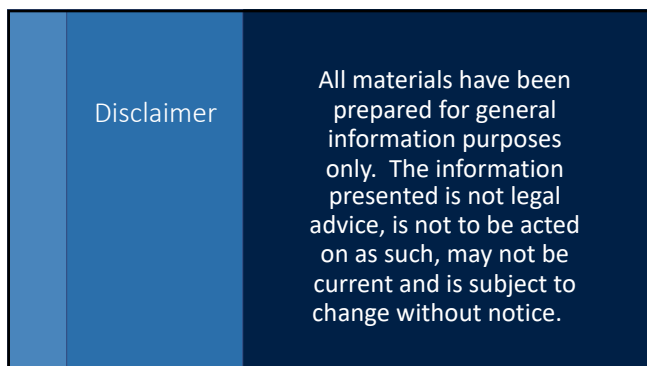 Disclaimer
All materials have been
prepared for general
information purposes
only.  The information
presented is not legal
advice, is not to be acted
on as such, may not be
current and is subject to
change without notice.